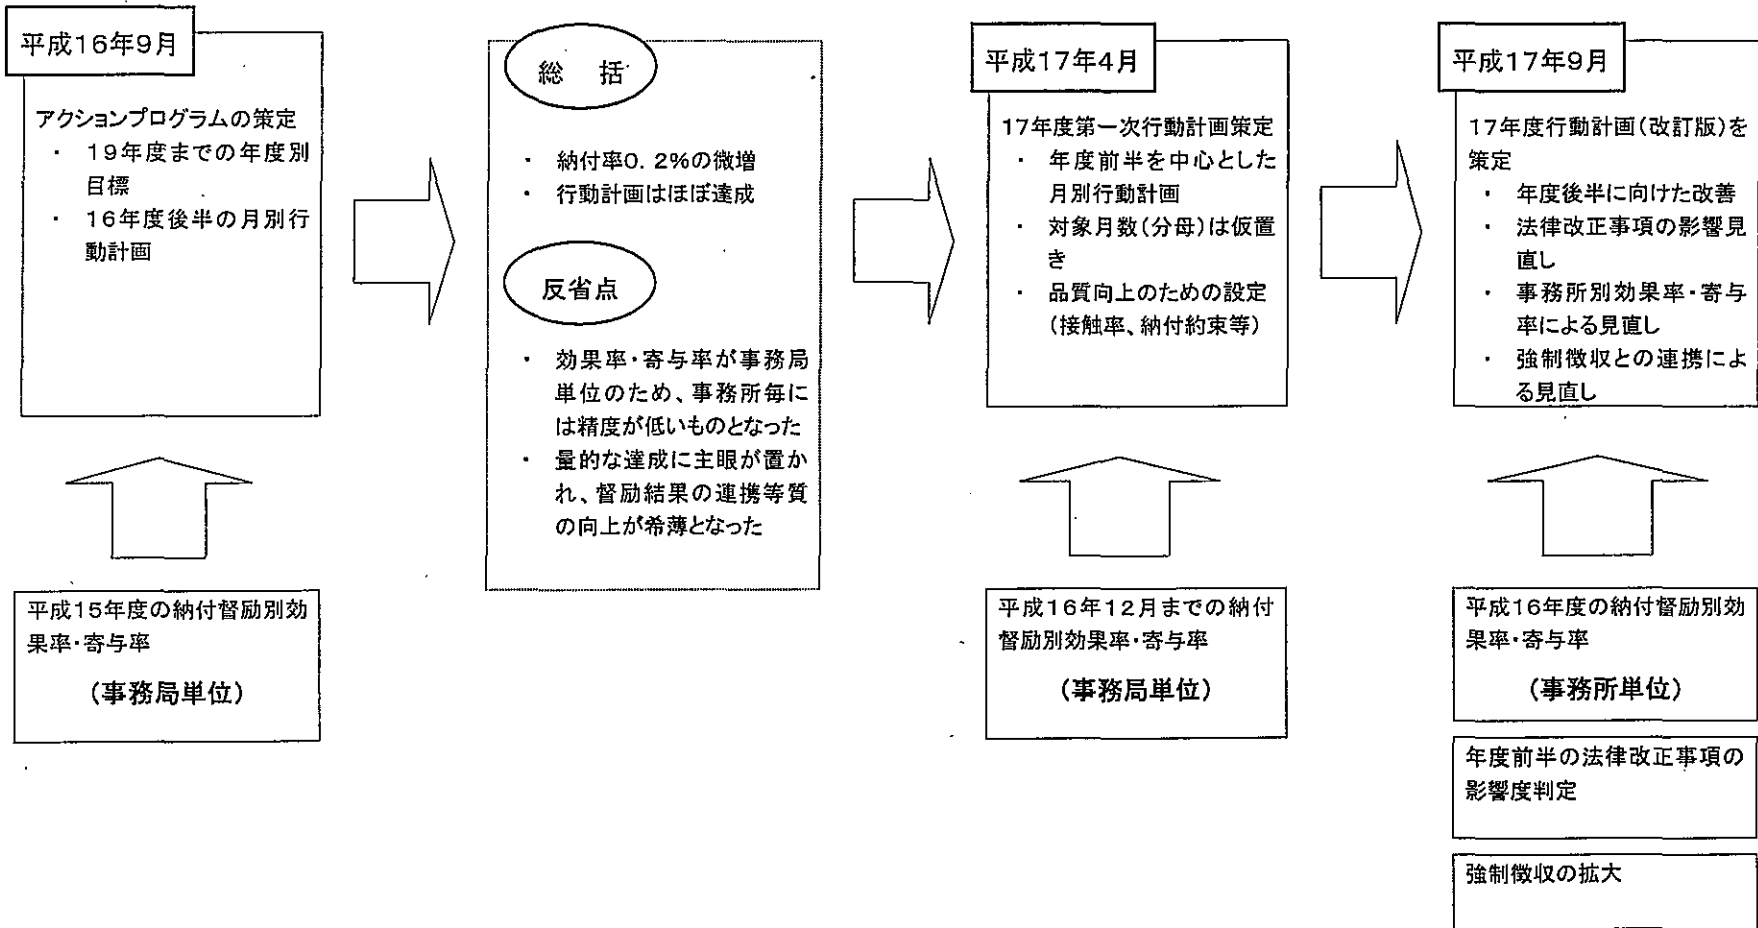 平成16年9月
アクションプログラムの策定
・ 19年度までの年度別
目標
・ 16年度後半の月別行
動計画
平成15年度の納付督励別効
果率・寄与率
(事務局単位)
総 括
・ 納付率0.2%の微増
・ 行動計画はほぼ達成
反省点
・ 効果率・寄与率が事務局
単位のため、事務所毎に
は精度が低いものとなった
・ 量的な達成に主眼が置か
れ、督励結果の連携等質
の向上が希薄となった
平成17年4月
17年度第一次行動計画策定
・ 年度前半を中心とした
月別行動計画
・ 対象月数(分母)は仮置
き
・ 品質向上のための設定
(接触率、納付約束等)
平成16年12月までの納付
督励別効果率・寄与率
(事務局単位)
平成17年9月
17年度行動計画(改訂版)を
策定
・ 年度後半に向けた改善
・ 法律改正事項の影響見
直し
・ 事務所別効果率・寄与
率による見直し
・ 強制徴収との連携によ
る見直し
平成16年度の納付督励別効
果率・寄与率
(事務所単位)
年度前半の法律改正事項の
影響度判定
強制徴収の拡大